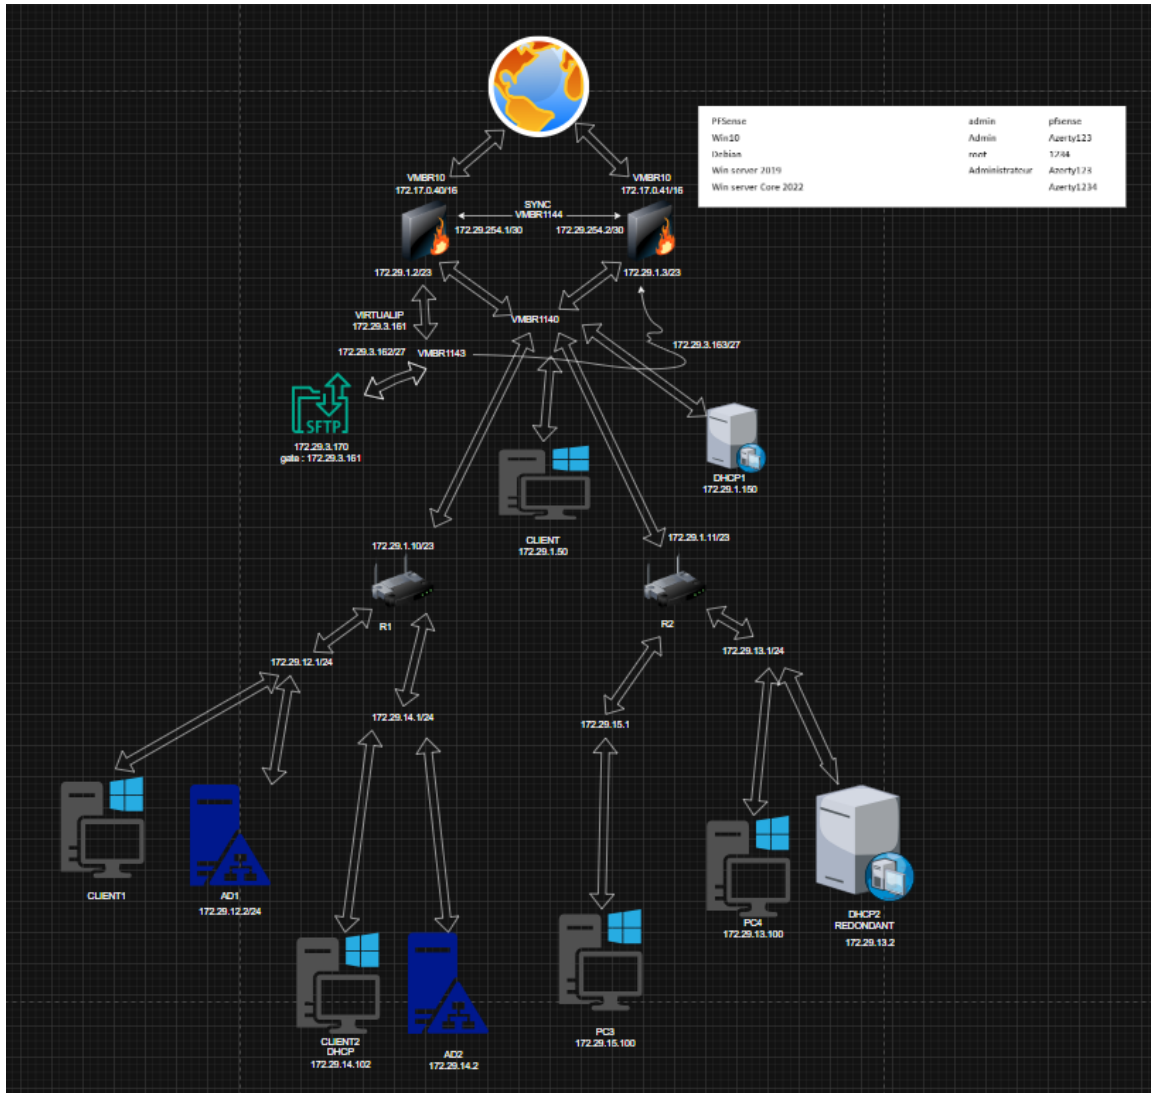 PFSense admin pfsense
Win10 Admin Azerty123
Debian root 1234
Win server 2019 Administrateur Azerty123
Win server Core 2022 Azerty1234
VMBR10
172.17.0.40/16
VMBR10
172.17.0.41/16
SYNC
VMBR1144
172.29.254.1/30
172.29.254.2/30
172.29.1.2/23
172.29.1.3/23
VIRTUALIP
172.29.3.161
VMBR1140
172.29.3.162/27
VMBR1143
172.29.3.163/27
SFTP
172.29.3.170
gate : 172.29.3.161
DHCP1
172.29.1.150
CLIENT
172.29.1.50
172.29.1.10/23
172.29.1.11/23
R1
R2
172.29.12.1/24
172.29.13.1/24
172.29.14.1/24
172.29.15.1
CLIENT1
AD1
172.29.12.2/24
PC4
172.29.13.100
DHCP2
REDONDANT
172.29.13.2
CLIENT2
DHCP
172.29.14.102
AD2
172.29.14.2
PC3
172.29.15.100